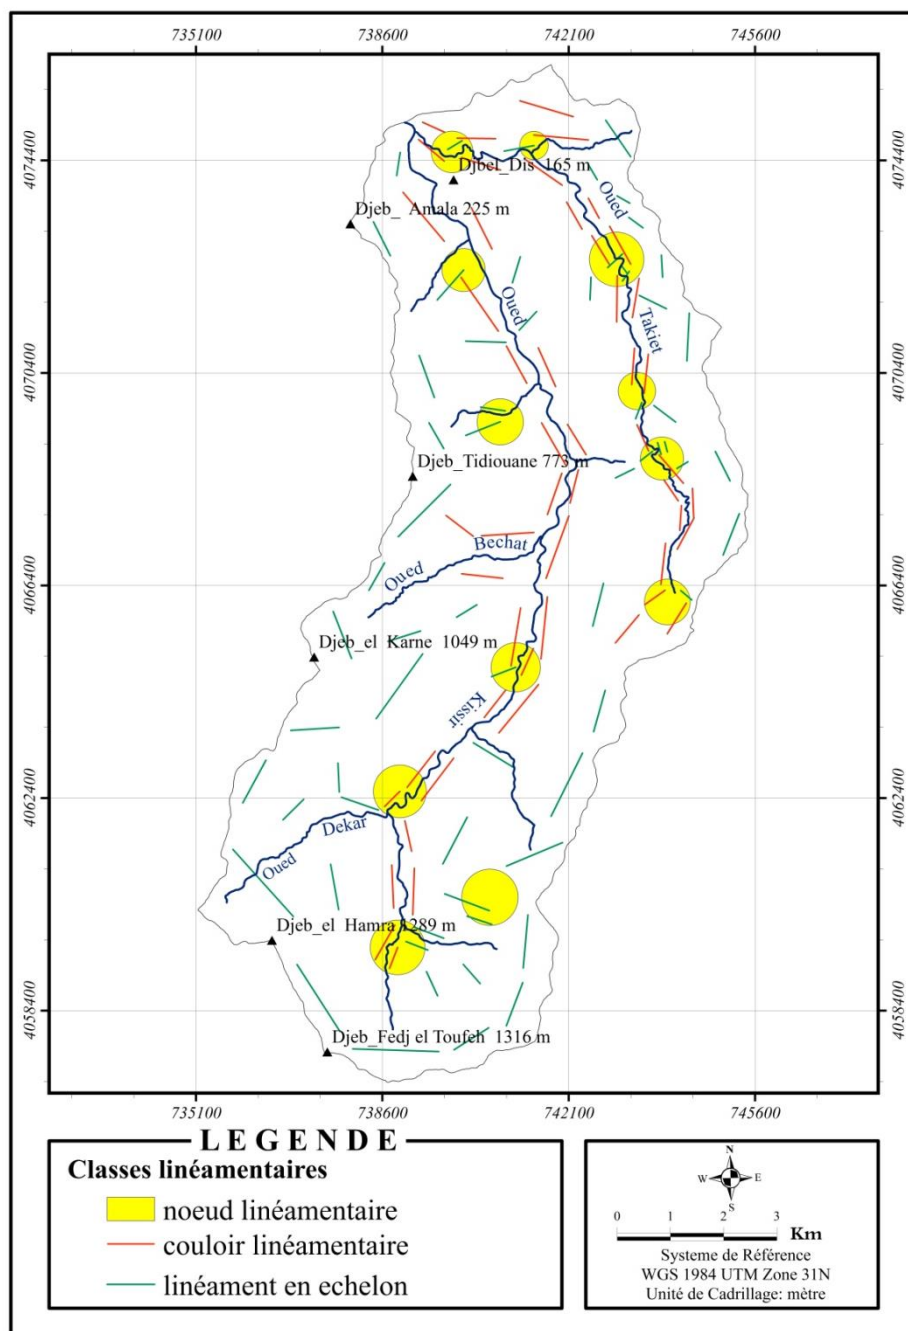 735100
738600
742100
745600
4074400
4074400
Djbel_Dis 165 m
Djeb_ Amala 225 m
Oued
Oued
Takiet
4070400
4070400
Djeb_Tidiouane 773 m
Bechat
Oued
4066400
4066400
Djeb_el Karne 1049 m
Kissir
4062400
4062400
Dekar
Oued
Djeb_el Hamra 1289 m
4058400
4058400
Djeb_Fedj el Toufeh 1316 m
735100
738600
742100
745600
LEGENDE
Classes linéamentaires
noeud linéamentaire
couloir linéamentaire
linéament en echelon
N
W
E
S
0 1 2 3
Km
Systeme de Référence
WGS 1984 UTM Zone 31N
Unité de Cadrillage: mètre